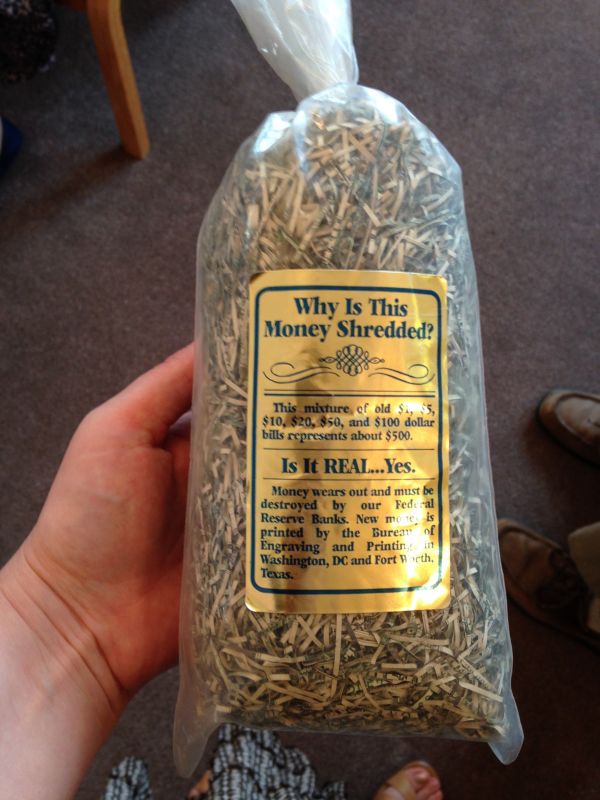 Why Is This
Money Shredded?
This mixture of old $1, $5,
$10, $20, $50, and $100 dollar
bills represents about $500.
Is It REAL...Yes.
Money wears out and must be
destroyed by our Federal
Reserve Banks. New money is
printed by the Bureau of
Engraving and Printing in
Washington, DC and Fort Worth,
Texas.